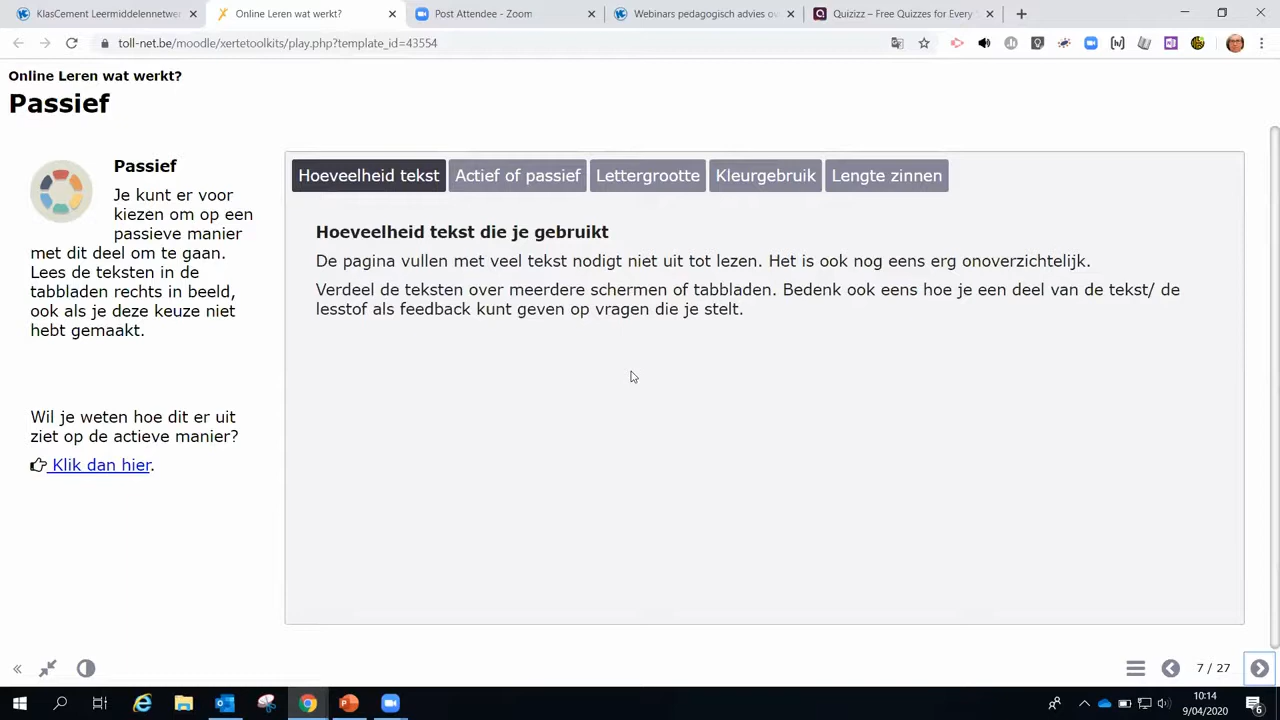 KlasCement Leermiddelennetwer
Online Leren wat werkt?
Post Attendee - Zoom
Webinars pedagogisch advies ov
Quizizz – Free Quizzes for Every
toll-net.be/moodle/xertetoolkits/play.php?template_id=43554
Online Leren wat werkt?
Passief
Passief
Je kunt er voor
kiezen om op een
passieve manier
met dit deel om te gaan.
Lees de teksten in de
tabbladen rechts in beeld,
ook als je deze keuze niet
hebt gemaakt.
Wil je weten hoe dit er uit
ziet op de actieve manier?
Klik dan hier.
Hoeveelheid tekst
Actief of passief
Lettergrootte
Kleurgebruik
Lengte zinnen
Hoeveelheid tekst die je gebruikt
De pagina vullen met veel tekst nodigt niet uit tot lezen. Het is ook nog eens erg onoverzichtelijk.
Verdeel de teksten over meerdere schermen of tabbladen. Bedenk ook eens hoe je een deel van de tekst/ de
lesstof als feedback kunt geven op vragen die je stelt.
7 / 27
10:14
9/04/2020
6